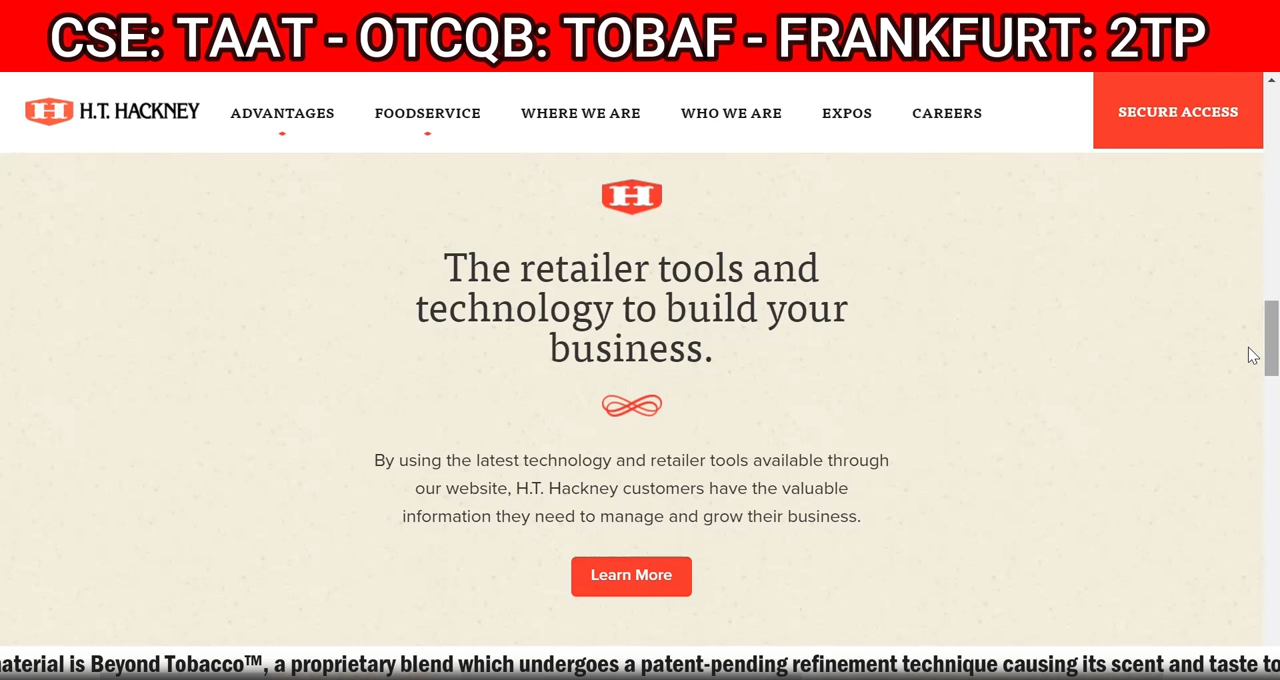 CSE: TAAT - OTCQB: TOBAF - FRANKFURT: 2TP
H H.T. HACKNEY ADVANTAGES FOODSERVICE WHERE WE ARE WHO WE ARE EXPOS CAREERS SECURE ACCESS
H
The retailer tools and
technology to build your
business.
By using the latest technology and retailer tools available through
our website, H.T. Hackney customers have the valuable
information they need to manage and grow their business.
Learn More
material is Beyond Tobacco™, a proprietary blend which undergoes a patent-pending refinement technique causing its scent and taste to